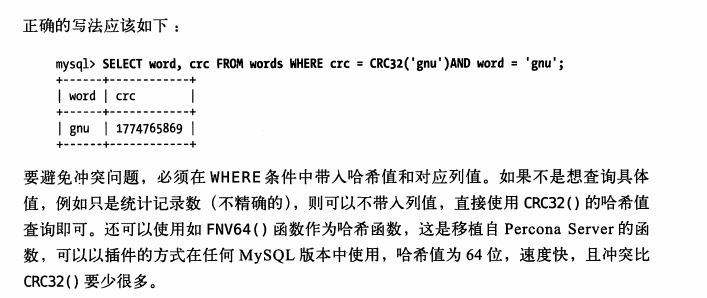 正确的写法应该如下：
mysql> SELECT word, crc FROM words WHERE crc = CRC32('gnu')AND word = 'gnu';
+------+------------+
| word | crc        |
+------+------------+
| gnu  | 1774765869 |
+------+------------+
要避免冲突问题，必须在 WHERE 条件中带入哈希值和对应列值。如果不是想查询具体
值，例如只是统计记录数（不精确的），则可以不带入列值，直接使用 CRC32() 的哈希值
查询即可。还可以使用如 FNV64() 函数作为哈希函数，这是移植自 Percona Server 的函
数，可以以插件的方式在任何 MySQL 版本中使用，哈希值为 64 位，速度快，且冲突比
CRC32() 要少很多。